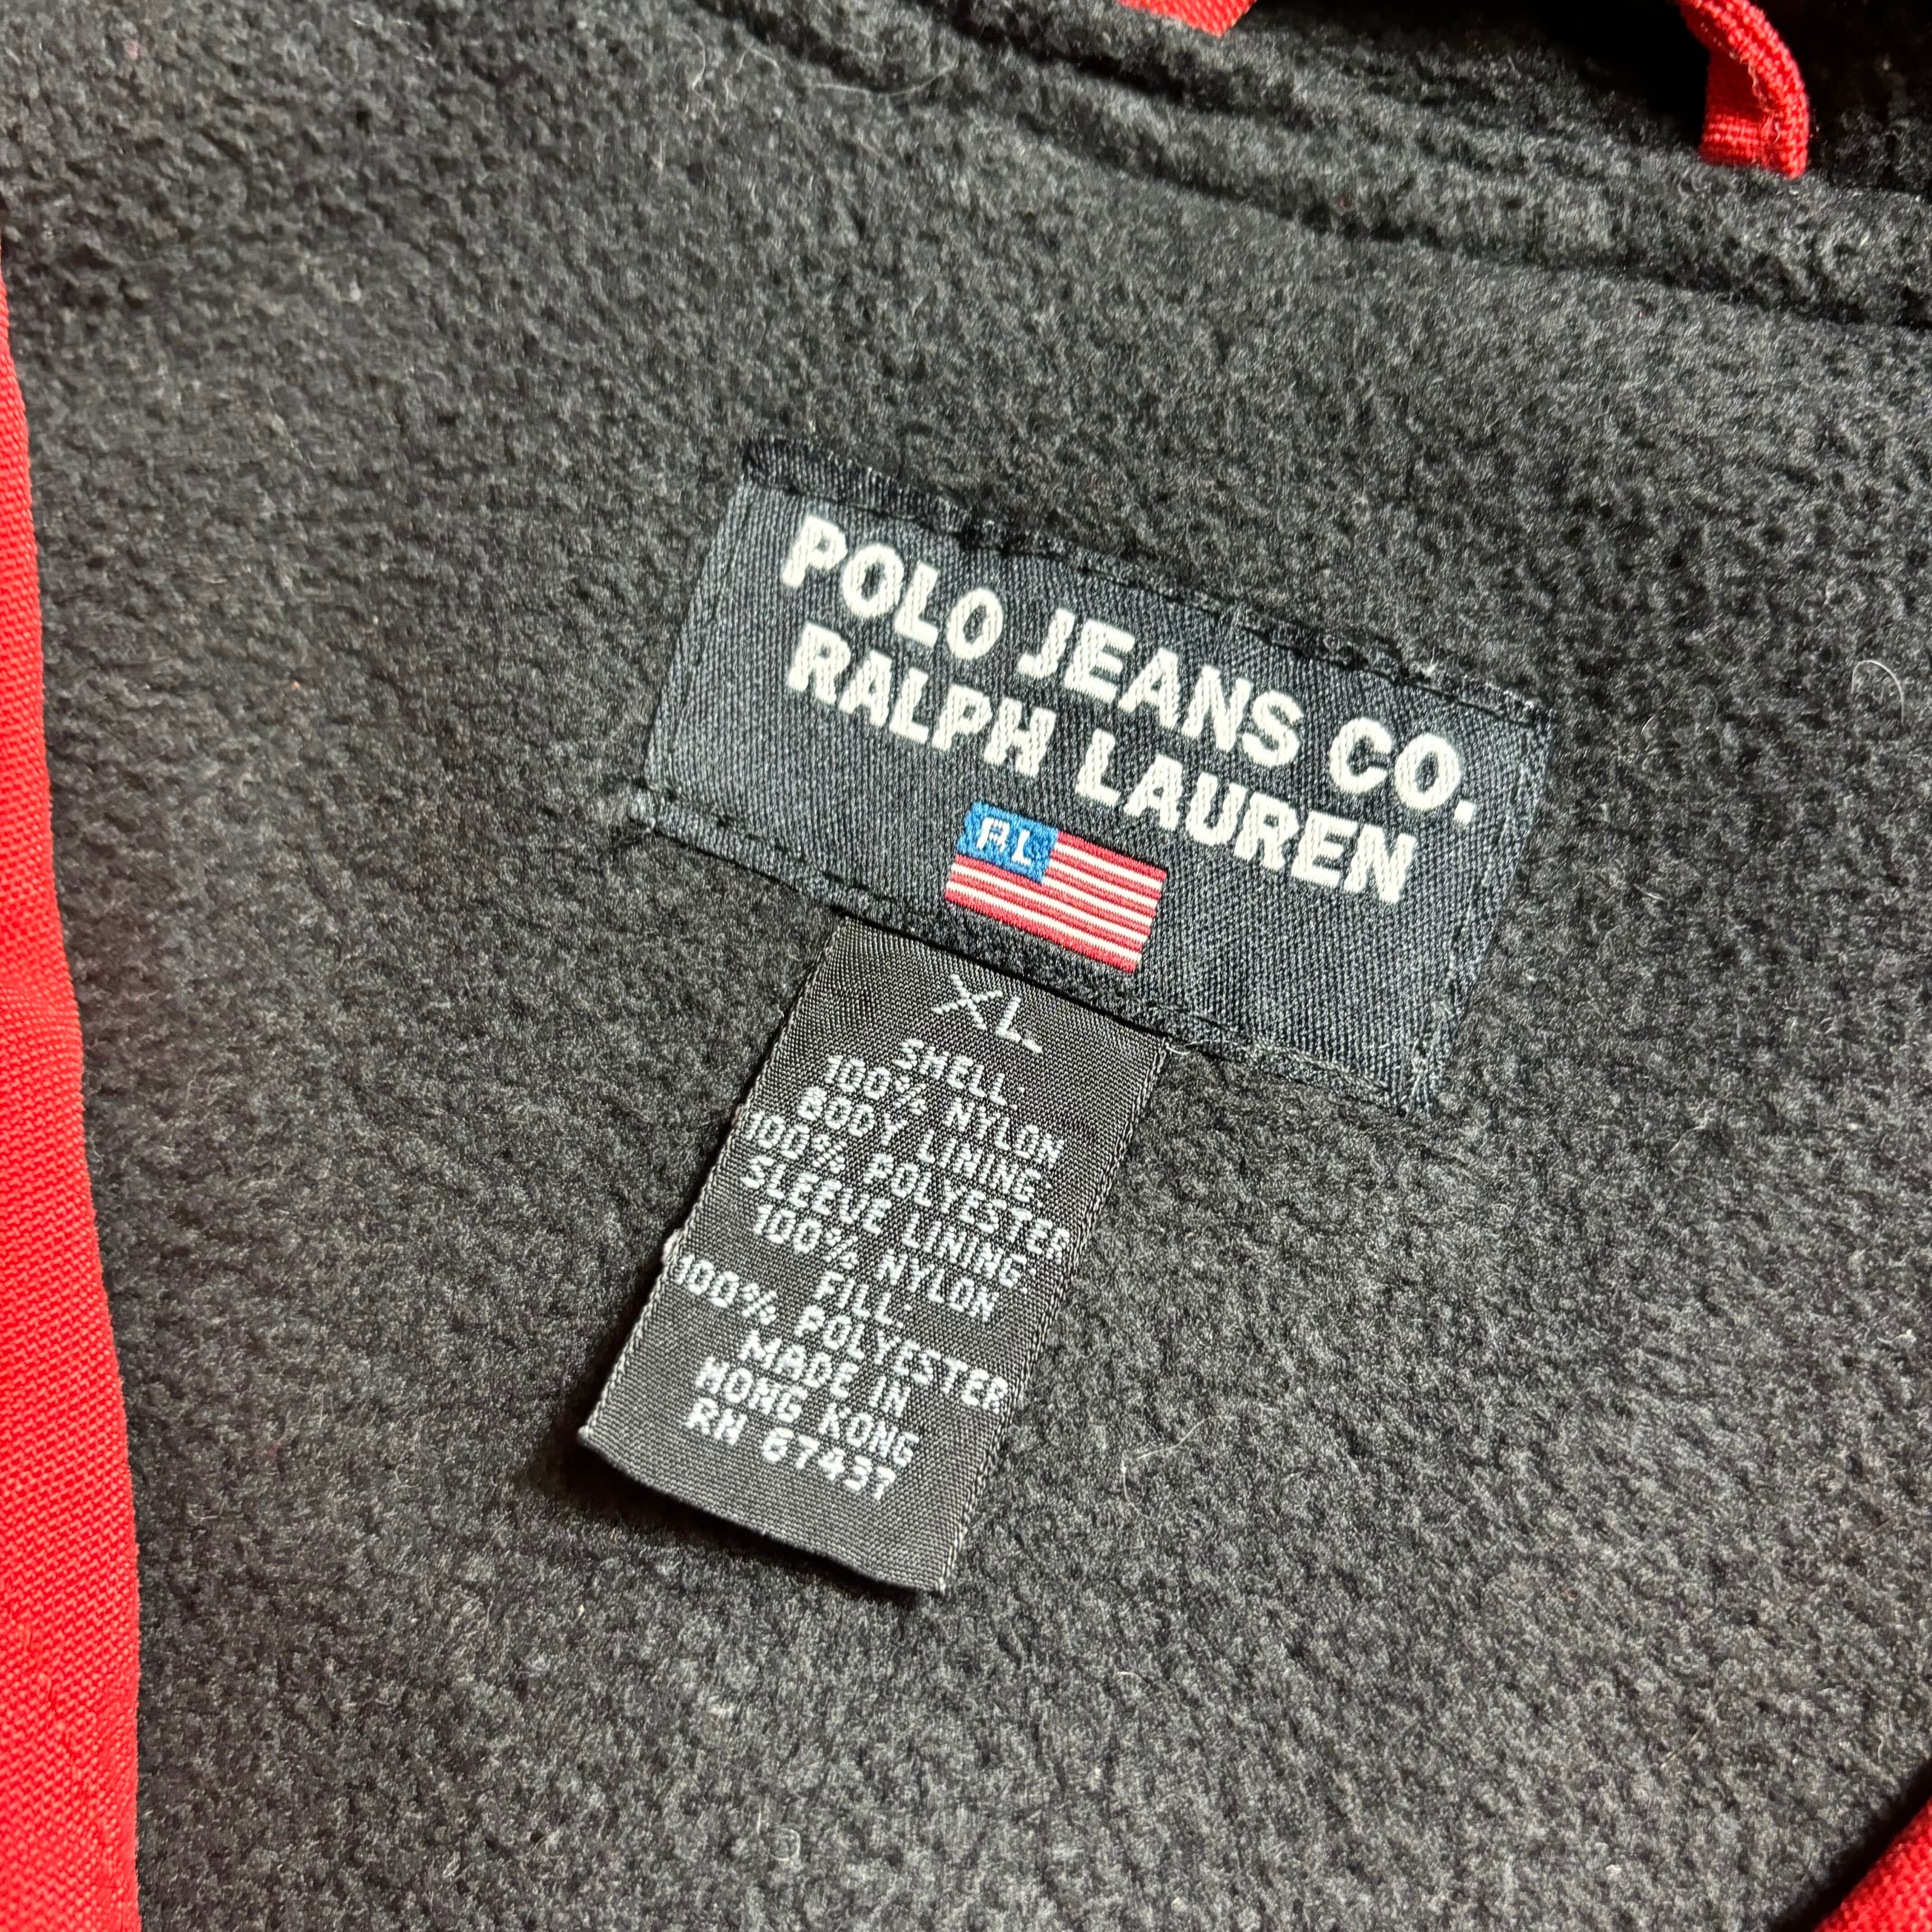 POLO JEANS CO.
RALPH LAUREN
RL
XL
SHELL:
100% NYLON
BODY LINING
100% POLYESTER
SLEEVE LINING:
100% NYLON
FILL:
100% POLYESTER
MADE IN
HONG KONG
RN 67457